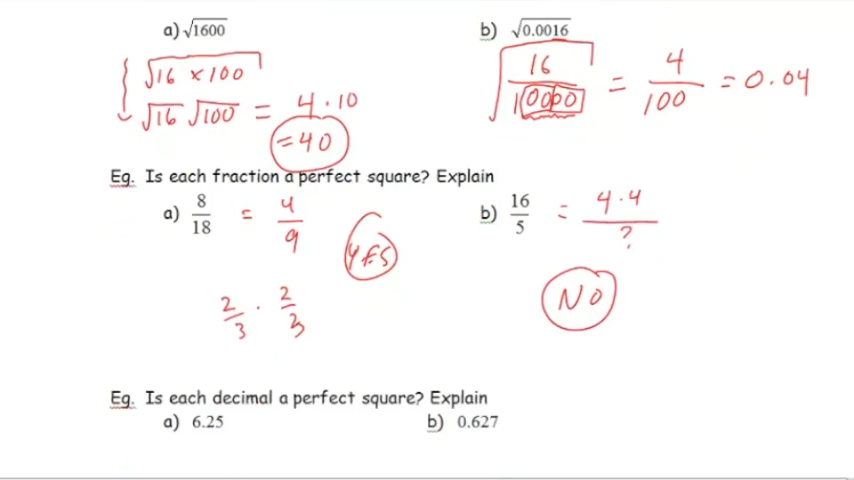 a) √1600
b) √0.0016
√16 × 100
√16 √100 = 4 · 10
= 40
√16/10000 = 4/100 = 0.04
Eg. Is each fraction a perfect square? Explain
a) 8/18 = 4/9
YES
2/3 · 2/3
b) 16/5 = 4·4/?
NO
Eg. Is each decimal a perfect square? Explain
a) 6.25
b) 0.627